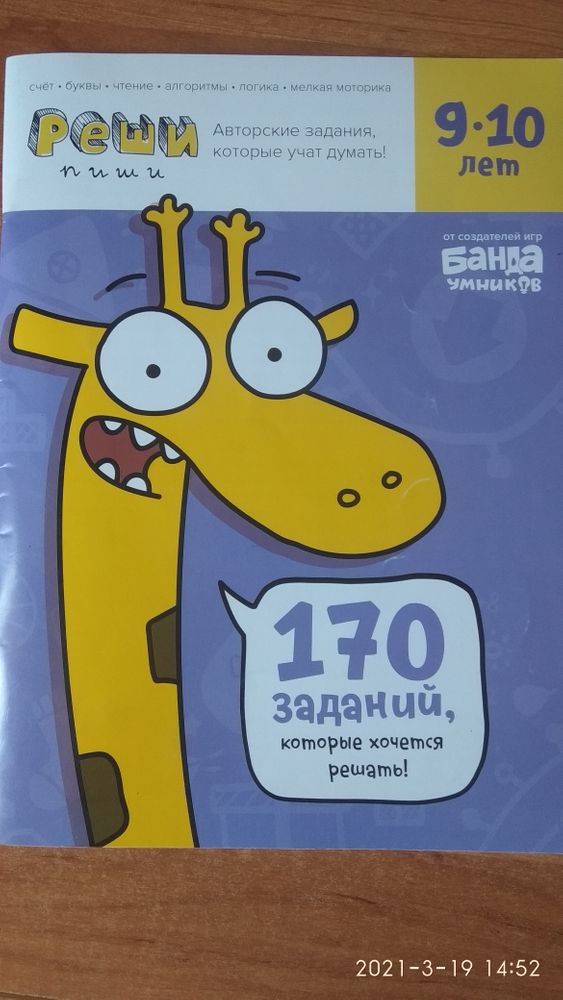 счёт • буквы • чтение • алгоритмы • логика • мелкая моторика
Реши
пиши
Авторские задания,
которые учат думать!
9•10
лет
от создателей игр
БАНДА
УМНИКОВ
170
заданий,
которые хочется
решать!
2021-3-19 14:52